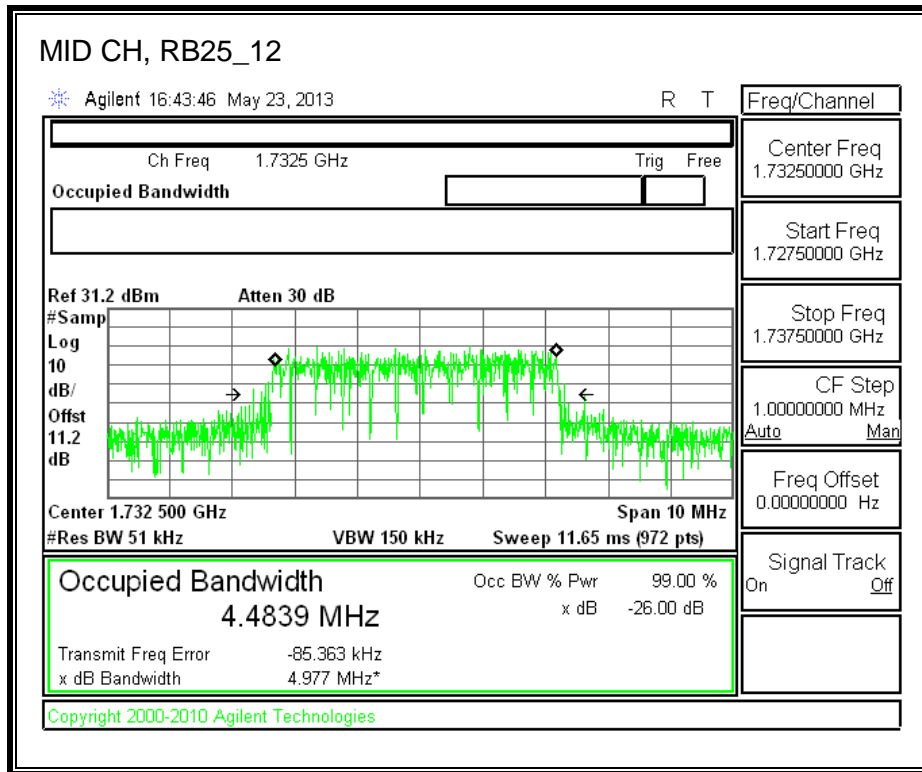 MID CH, RB25_12
Agilent 16:43:46 May 23, 2013 R T
Freq/Channel
Ch Freq 1.7325 GHz Trig Free
Occupied Bandwidth
Center Freq
1.73250000 GHz
Start Freq
1.72750000 GHz
Stop Freq
1.73750000 GHz
CF Step
1.00000000 MHz
Auto Man
Freq Offset
0.00000000 Hz
Signal Track
On Off
Ref 31.2 dBm Atten 30 dB
#Samp
Log
10
dB/
Offst
11.2
dB
Center 1.732 500 GHz Span 10 MHz
#Res BW 51 kHz VBW 150 kHz Sweep 11.65 ms (972 pts)
Occupied Bandwidth Occ BW % Pwr 99.00 %
4.4839 MHz x dB -26.00 dB
Transmit Freq Error -85.363 kHz
x dB Bandwidth 4.977 MHz*
Copyright 2000-2010 Agilent Technologies